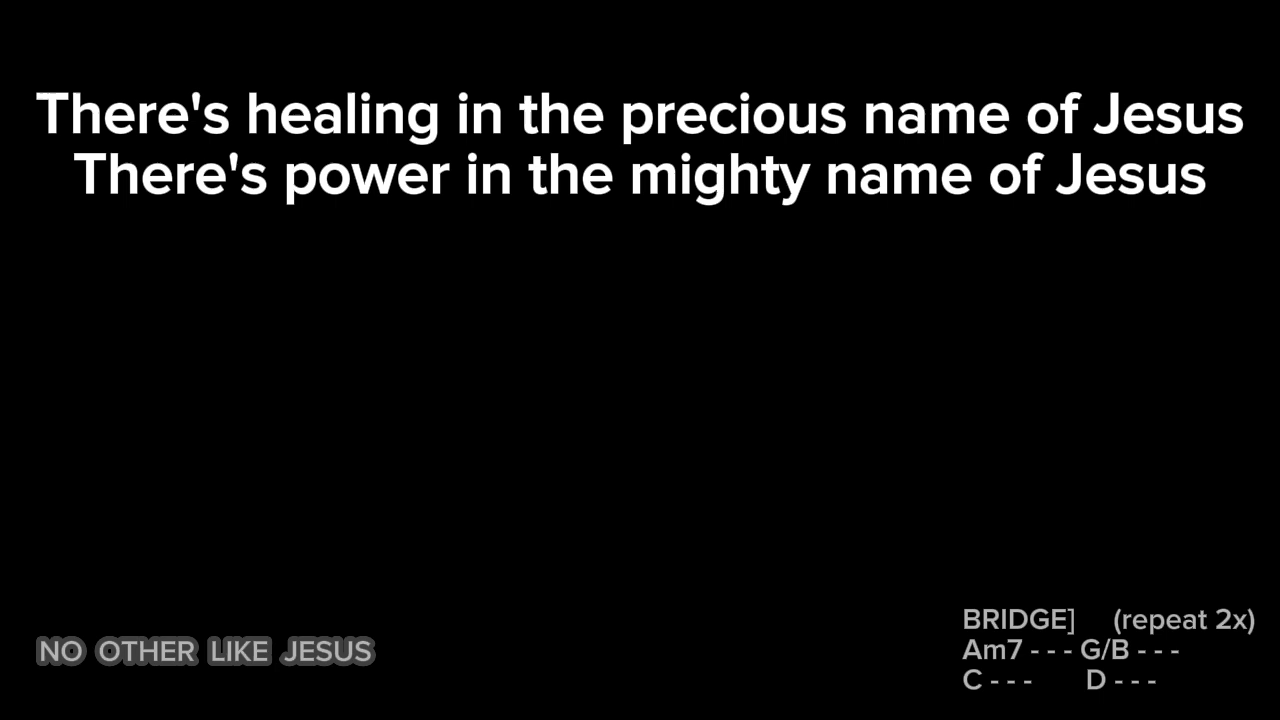 There's healing in the precious name of Jesus
There's power in the mighty name of Jesus
NO OTHER LIKE JESUS
BRIDGE] (repeat 2x)
Am7 - - - G/B - - -
C - - - D - - -